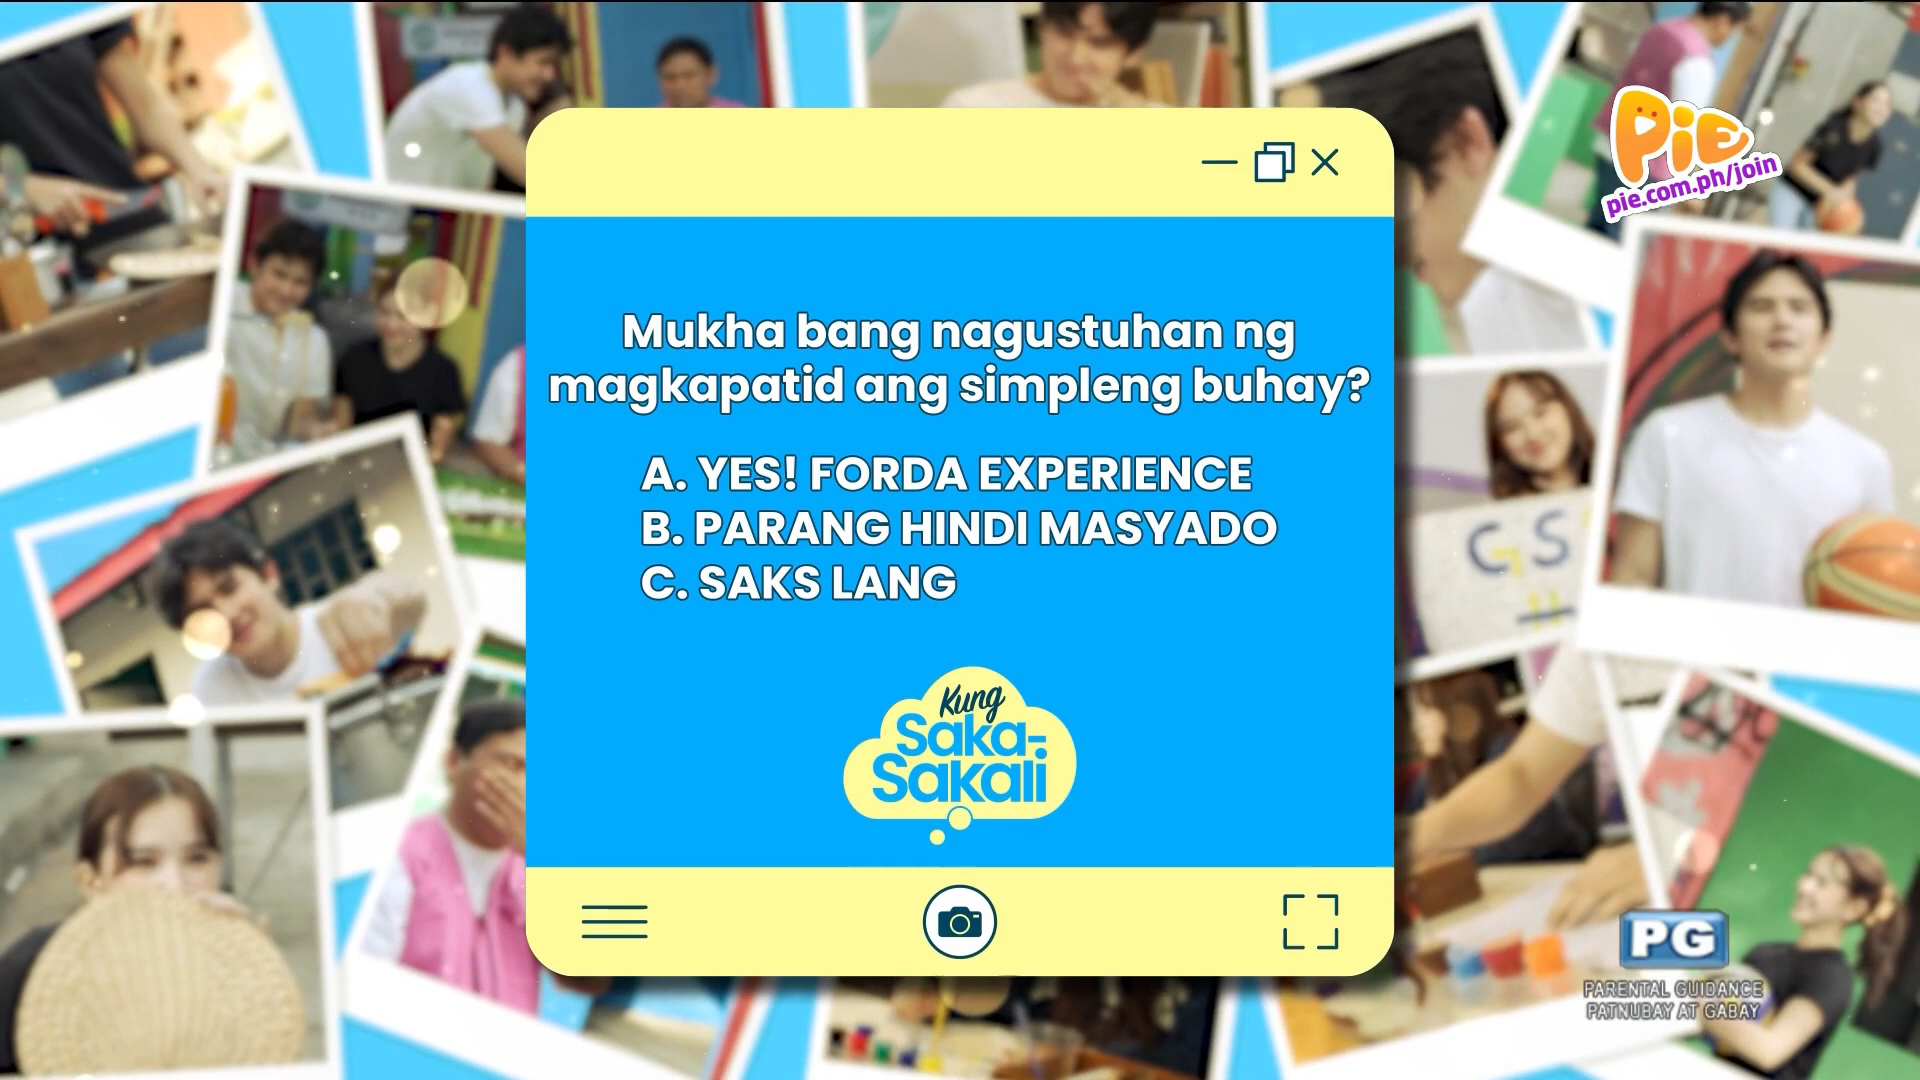 Pie
pie.com.ph/join
Mukha bang nagustuhan ng
magkapatid ang simpleng buhay?
A. YES! FORDA EXPERIENCE
B. PARANG HINDI MASYADO
C. SAKS LANG
GS
Kung
Saka-
Sakali
PG
PARENTAL GUIDANCE
PATNUBAY AT GABAY